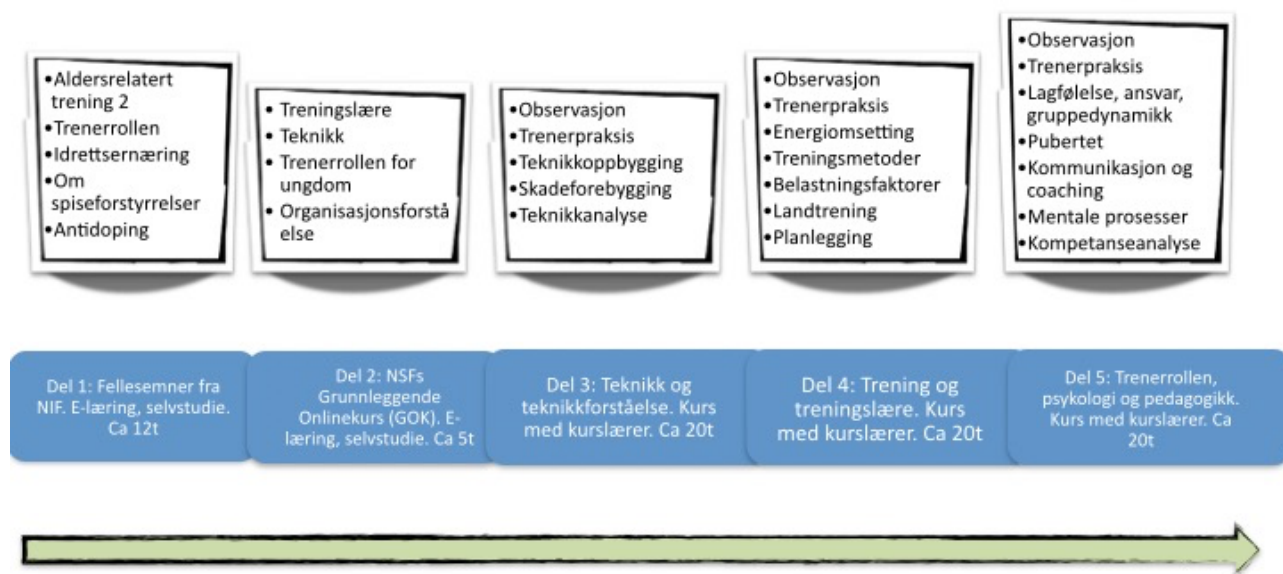 •Aldersrelatert
trening 2
•Trenerrollen
•Idrettsernæring
•Om
spiseforstyrrelser
•Antidoping
• Treningslære
• Teknikk
• Trenerrollen for
ungdom
• Organisasjonsforstå
else
•Observasjon
•Trenerpraksis
•Teknikkoppbygging
•Skadeforebygging
•Teknikkanalyse
•Observasjon
•Trenerpraksis
•Energiomsetting
•Treningsmetoder
•Belastningsfaktorer
•Landtrening
•Planlegging
•Observasjon
•Trenerpraksis
•Lagfølelse, ansvar,
gruppedynamikk
•Pubertet
•Kommunikasjon og
coaching
•Mentale prosesser
•Kompetanseanalyse
Del 1: Fellesemner fra
NIF. E-læring, selvstudie.
Ca 12t
Del 2: NSFs
Grunnleggende
Onlinekurs (GOK). E-
læring, selvstudie. Ca 5t
Del 3: Teknikk og
teknikkforståelse. Kurs
med kurslærer. Ca 20t
Del 4: Trening og
treningslære. Kurs
med kurslærer. Ca 20t
Del 5: Trenerrollen,
psykologi og pedagogikk.
Kurs med kurslærer. Ca
20t